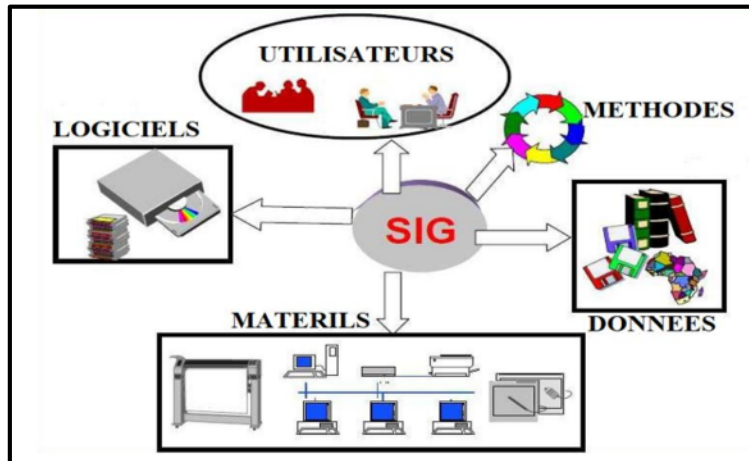 UTILISATEURS
METHODES
LOGICIELS
SIG
MATERILS
DONNEES